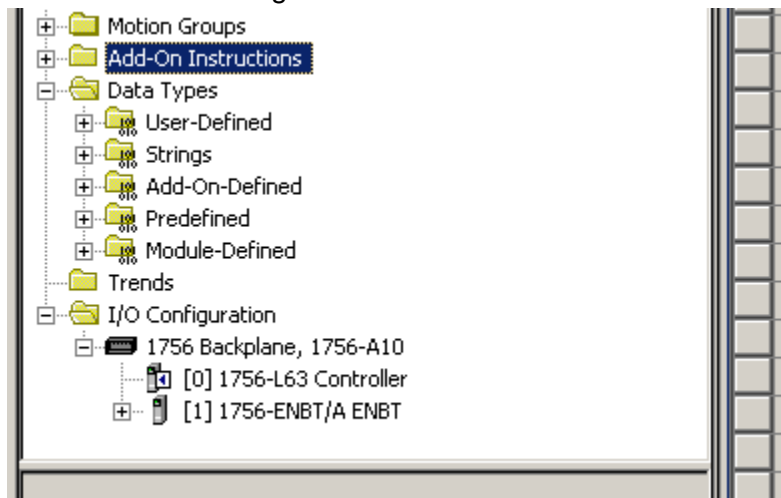 Motion Groups
Add-On Instructions
Data Types
User-Defined
Strings
Add-On-Defined
Predefined
Module-Defined
Trends
I/O Configuration
1756 Backplane, 1756-A10
[0] 1756-L63 Controller
[1] 1756-ENBT/A ENBT